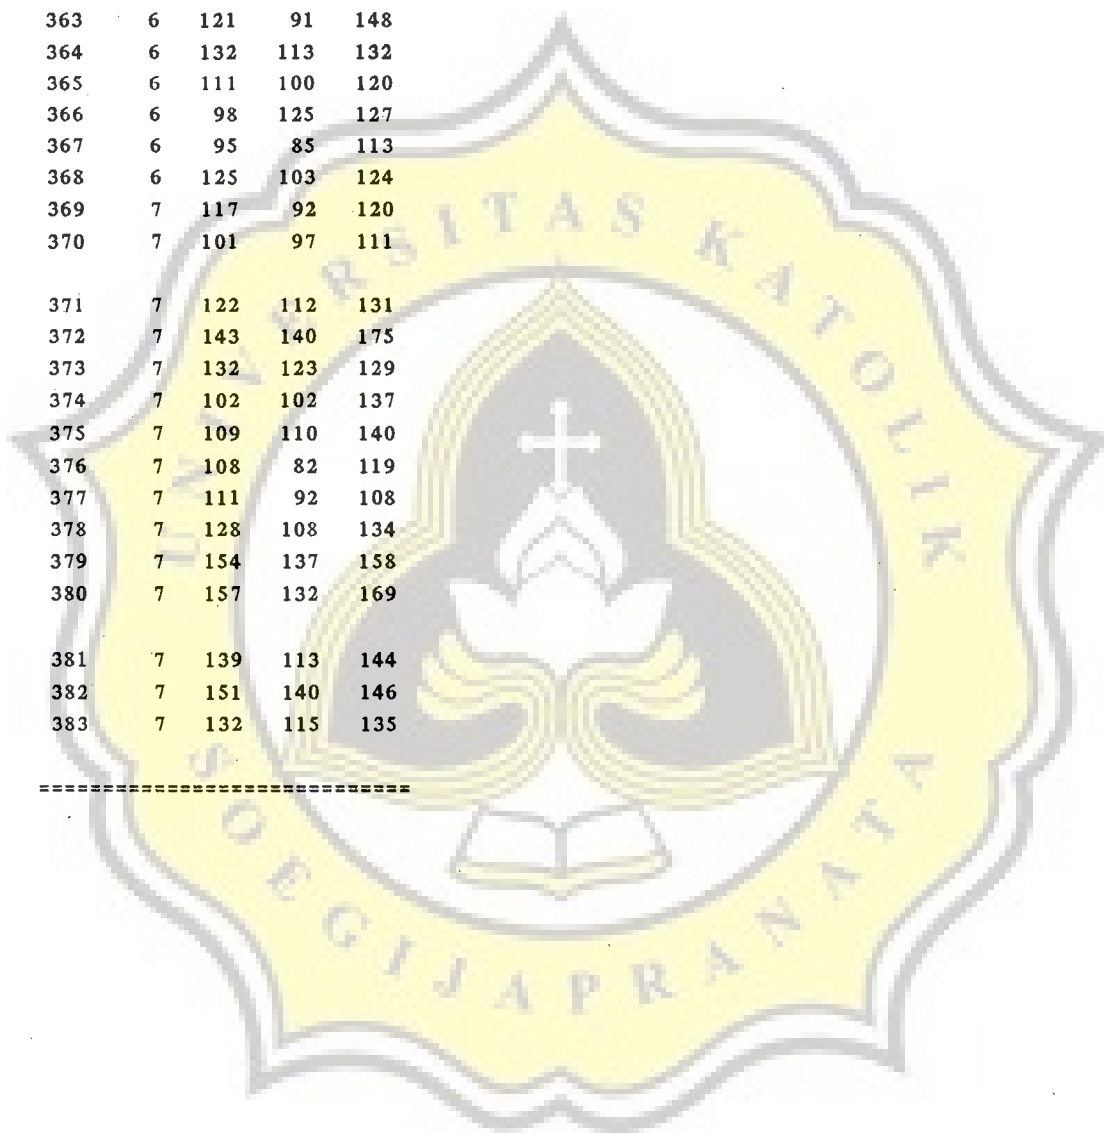 363 6 121 91 148
364 6 132 113 132
365 6 111 100 120
366 6 98 125 127
367 6 95 85 113
368 6 125 103 124
369 7 117 92 120
370 7 101 97 111
371 7 122 112 131
372 7 143 140 175
373 7 132 123 129
374 7 102 102 137
375 7 109 110 140
376 7 108 82 119
377 7 111 92 108
378 7 128 108 134
379 7 154 137 158
380 7 157 132 169
381 7 139 113 144
382 7 151 140 146
383 7 132 115 135
=============================
UNIVERSITAS KATOLIK
SOEGIJAPRANATA